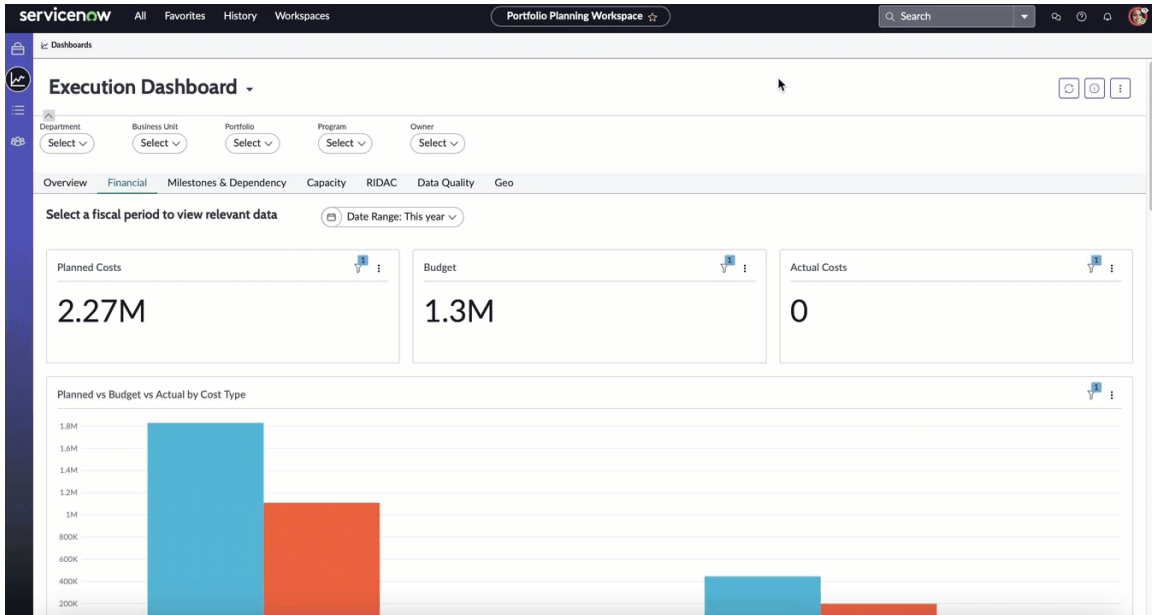 servicenow All Favorites History Workspaces Portfolio Planning Workspace Search
Dashboards
Execution Dashboard
Department Business Unit Portfolio Program Owner
Select Select Select Select Select
Overview Financial Milestones & Dependency Capacity RIDAC Data Quality Geo
Select a fiscal period to view relevant data Date Range: This year
Planned Costs 1 Budget 1 Actual Costs 1
2.27M 1.3M 0
Planned vs Budget vs Actual by Cost Type 1
1.8M
1.6M
1.4M
1.2M
1M
800K
600K
400K
200K